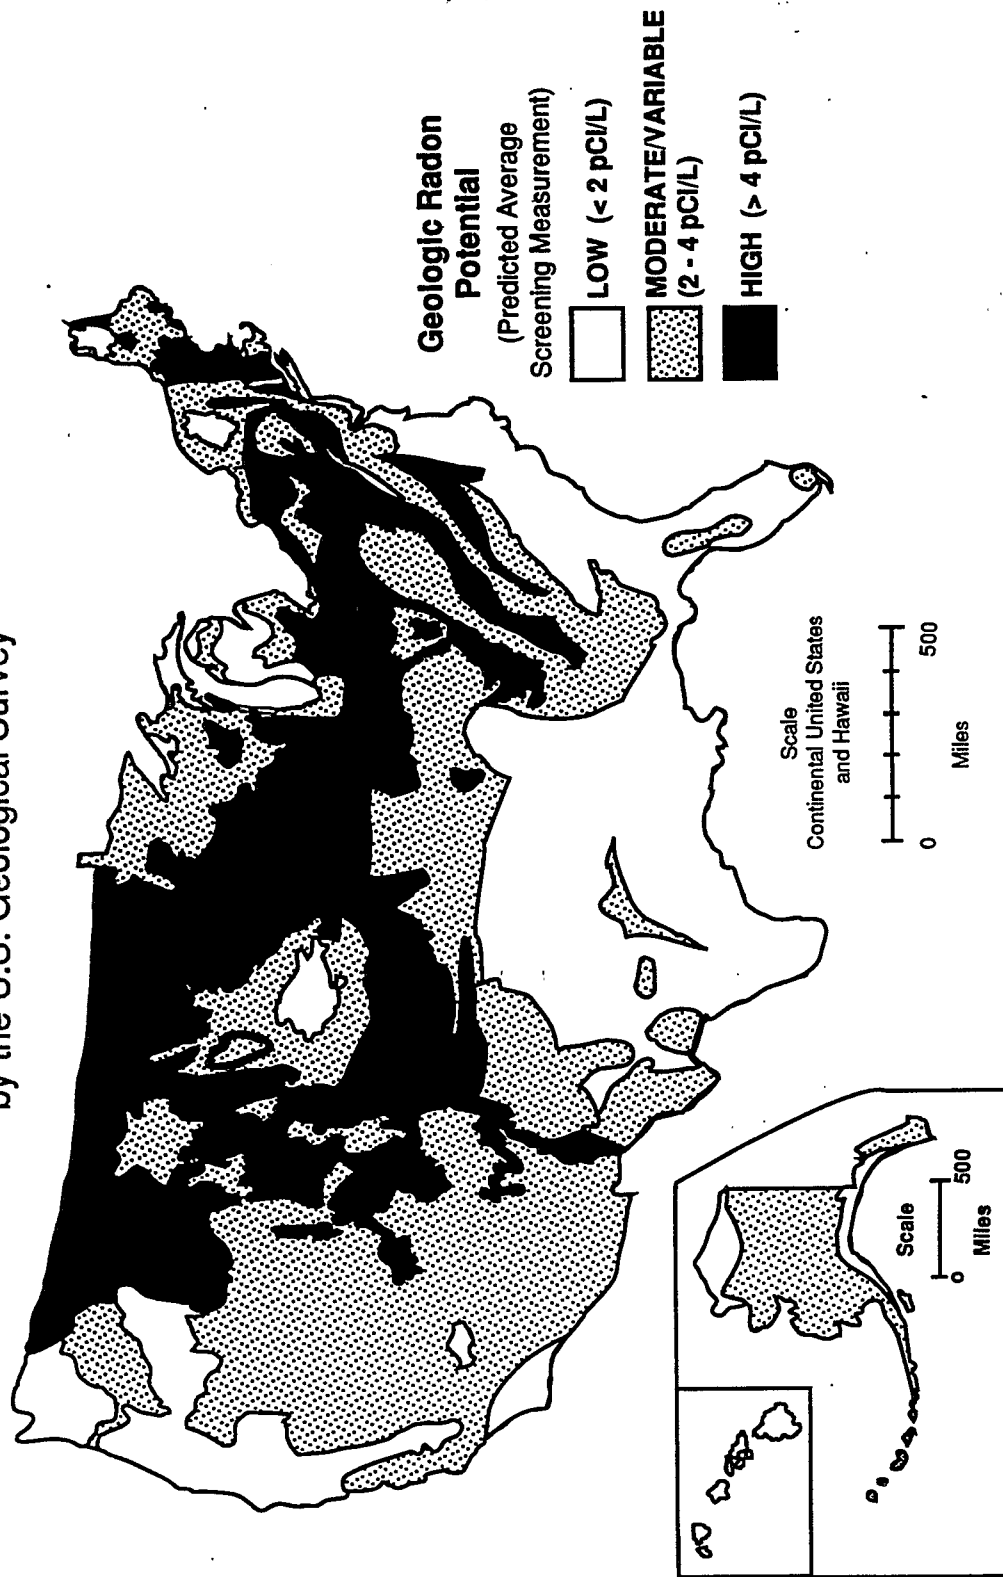 by the U.S. Geological Survey
Geologic Radon
Potential
(Predicted Average
Screening Measurement)
LOW (< 2 pCi/L)
MODERATE/VARIABLE
(2 - 4 pCi/L)
HIGH (> 4 pCi/L)
Scale
Continental United States
and Hawaii
0 500
Miles
Scale
0 500
Miles